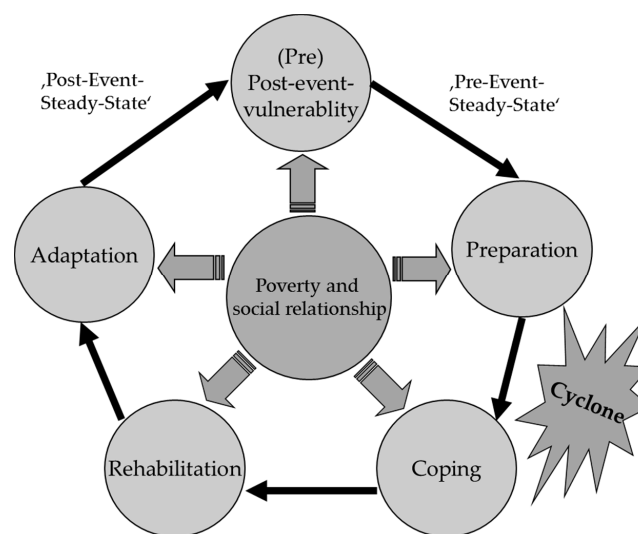 (Pre)
Post-event-
vulnerablity
‚Post-Event-
Steady-State‘
‚Pre-Event-
Steady-State‘
Adaptation
Preparation
Poverty and
social relationship
Cyclone
Rehabilitation
Coping